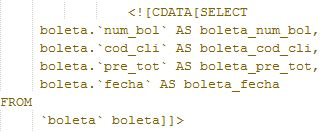 <![CDATA[SELECT
boleta.`num_bol` AS boleta_num_bol,
boleta.`cod_cli` AS boleta_cod_cli,
boleta.`pre_tot` AS boleta_pre_tot,
boleta.`fecha` AS boleta_fecha
FROM
`boleta` boleta]]>